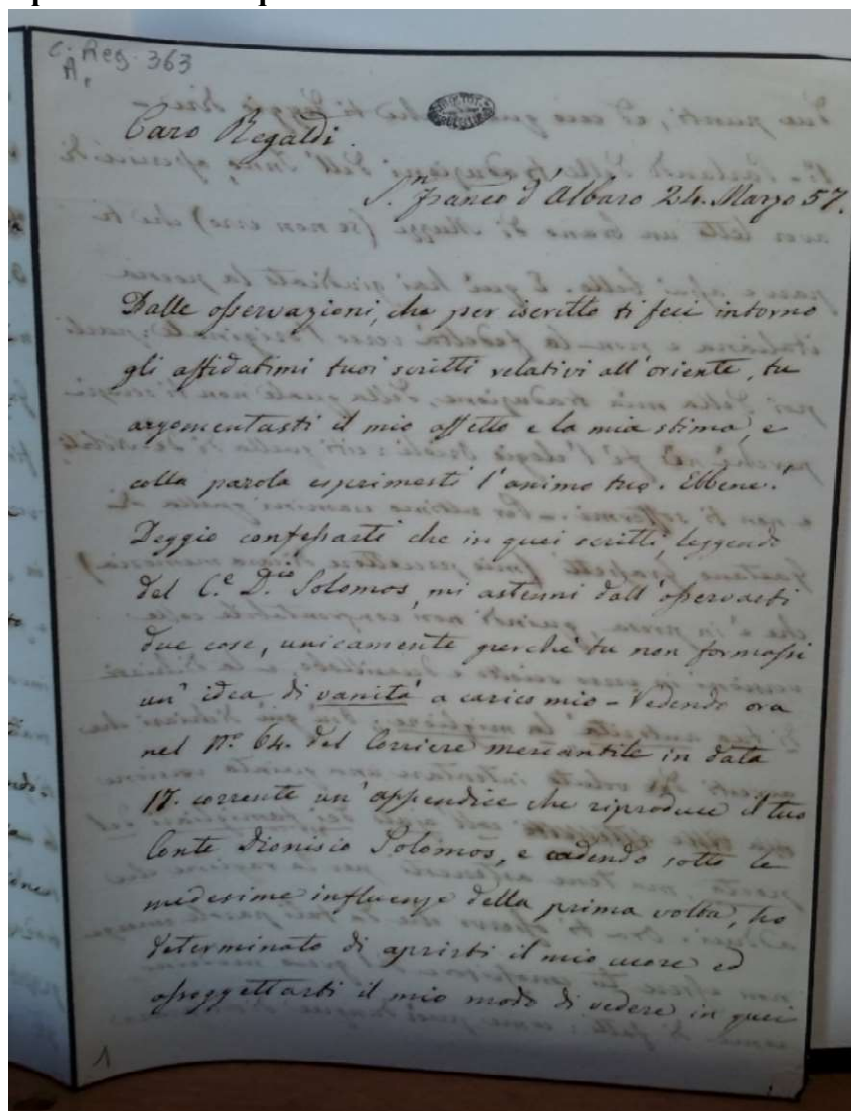 C. Reg. 363
A.
Caro Regaldi.
S.n franco d'Albaro 24. Marzo 57.
Dalle osservazioni, che per iscritto ti feci intorno
gli affidatimi tuoi scritti relativi all'oriente, tu
argomentasti il mio affetto e la mia stima, e
colla parola esprimesti l'animo tuo. Ebbene!
Deggio confessarti che in quei scritti, leggendo
del C.e D.co Solomos, mi astenni dall'osservarti
due cose, unicamente perchè tu non formassi
un' idea di vanità a carico mio - Vedendo ora
nel N.o 64. del Corriere mercantile in data
17. corrente un' appendice che riproduce il tuo
Conte Dionisio Solomos, e cadendo sotto le
medesime influenze della prima volta, ho
determinato di aprirti il mio cuore ed
assoggettarti il mio modo di vedere in quei
1